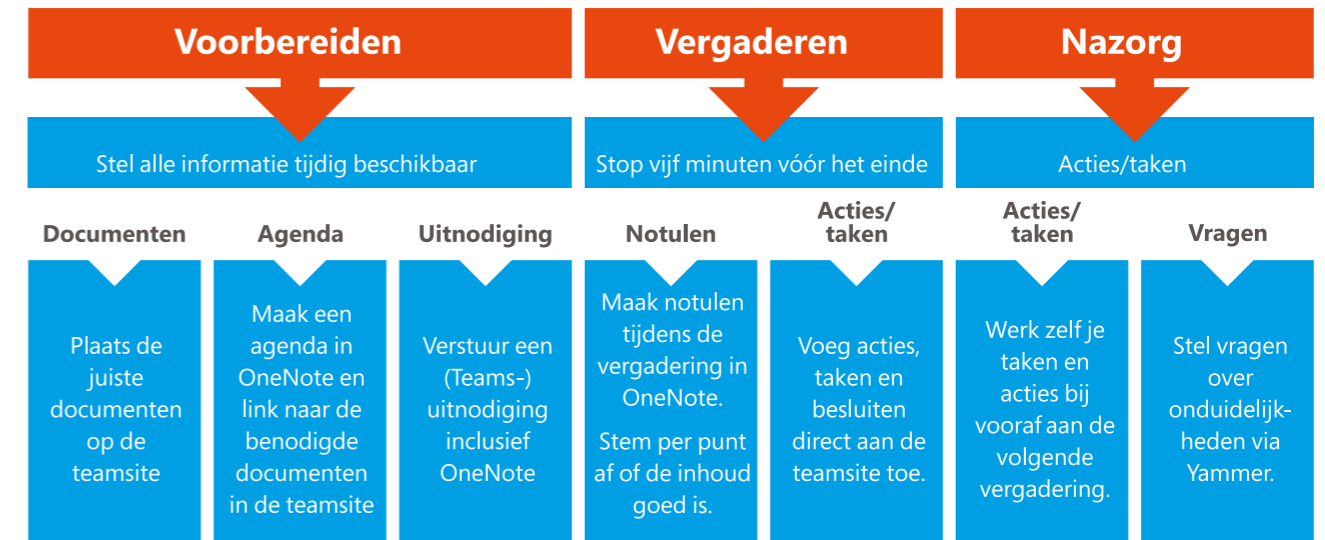 Voorbereiden
Vergaderen
Nazorg
Stel alle informatie tijdig beschikbaar
Stop vijf minuten vóór het einde
Acties/taken
Documenten
Agenda
Uitnodiging
Notulen
Acties/
taken
Acties/
taken
Vragen
Plaats de
juiste
documenten
op de
teamsite
Maak een
agenda in
OneNote en
link naar de
benodigde
documenten
in de teamsite
Verstuur een
(Teams-)
uitnodiging
inclusief
OneNote
Maak notulen
tijdens de
vergadering in
OneNote.
Stem per punt
af of de inhoud
goed is.
Voeg acties,
taken en
besluiten
direct aan de
teamsite toe.
Werk zelf je
taken en
acties bij
vooraf aan de
volgende
vergadering.
Stel vragen
over
onduidelijk-
heden via
Yammer.